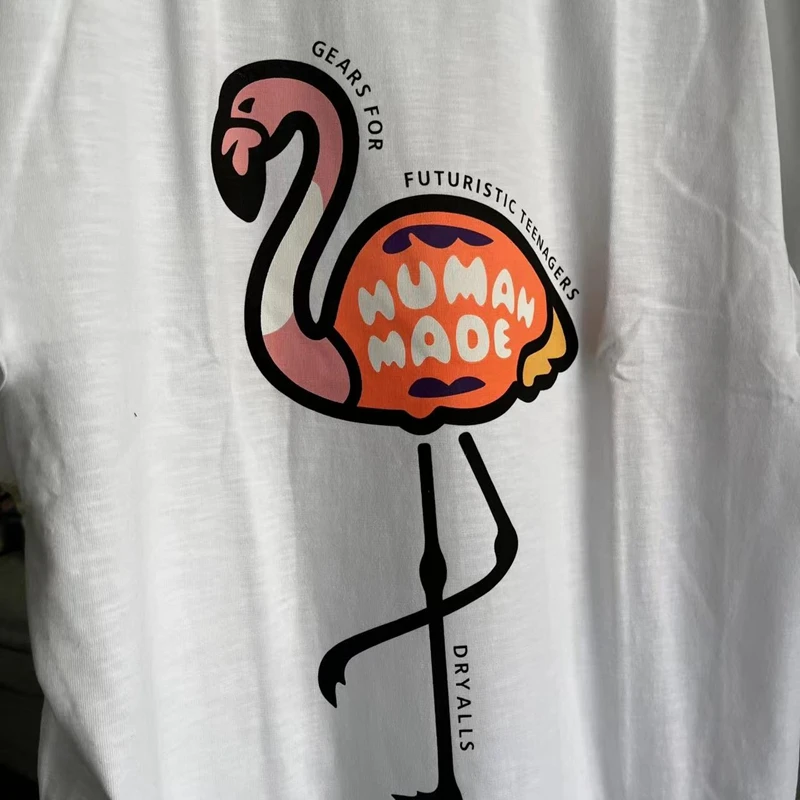 GEARS FOR
FUTURISTIC TEENAGERS
HUMAN
MADE
DRYALLS